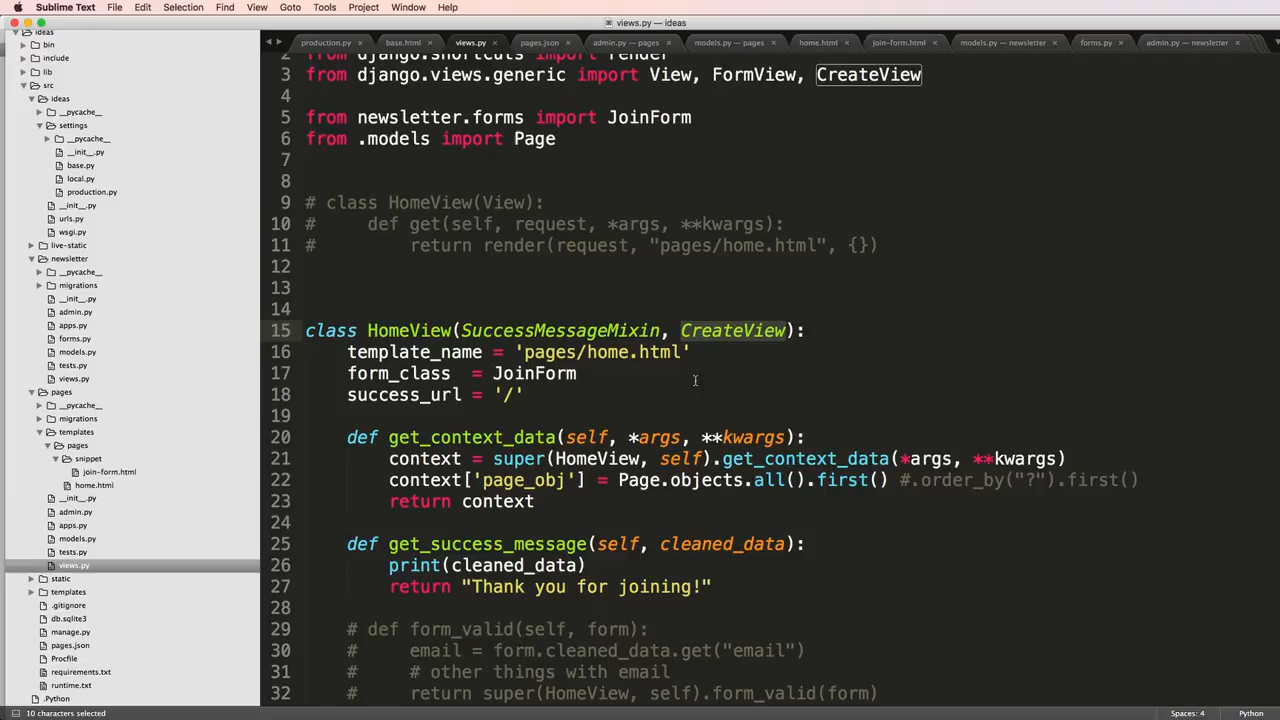 Sublime Text File Edit Selection Find View Goto Tools Project Window Help
views.py — ideas
production.py × base.html × views.py × pages.json × admin.py — pages × models.py — pages × home.html × join-form.html × models.py — newsletter × forms.py × admin.py — newsletter ×
ideas
bin
include
lib
src
ideas
__pycache__
settings
__pycache__
__init__.py
base.py
local.py
production.py
__init__.py
urls.py
wsgi.py
live-static
newsletter
__pycache__
migrations
__init__.py
admin.py
apps.py
forms.py
models.py
tests.py
views.py
pages
__pycache__
migrations
templates
pages
snippet
join-form.html
home.html
__init__.py
admin.py
apps.py
models.py
tests.py
views.py
static
templates
.gitignore
db.sqlite3
manage.py
pages.json
Procfile
requirements.txt
runtime.txt
.Python
2 from django.shortcuts import render
3 from django.views.generic import View, FormView, CreateView
4
5 from newsletter.forms import JoinForm
6 from .models import Page
7
8
9 # class HomeView(View):
10 #     def get(self, request, *args, **kwargs):
11 #         return render(request, "pages/home.html", {})
12
13
14
15 class HomeView(SuccessMessageMixin, CreateView):
16     template_name = 'pages/home.html'
17     form_class  = JoinForm
18     success_url = '/'
19
20     def get_context_data(self, *args, **kwargs):
21         context = super(HomeView, self).get_context_data(*args, **kwargs)
22         context['page_obj'] = Page.objects.all().first() #.order_by("?").first()
23         return context
24
25     def get_success_message(self, cleaned_data):
26         print(cleaned_data)
27         return "Thank you for joining!"
28
29     # def form_valid(self, form):
30     #     email = form.cleaned_data.get("email")
31     #     # other things with email
32     #     return super(HomeView, self).form_valid(form)
10 characters selected
Spaces: 4 Python